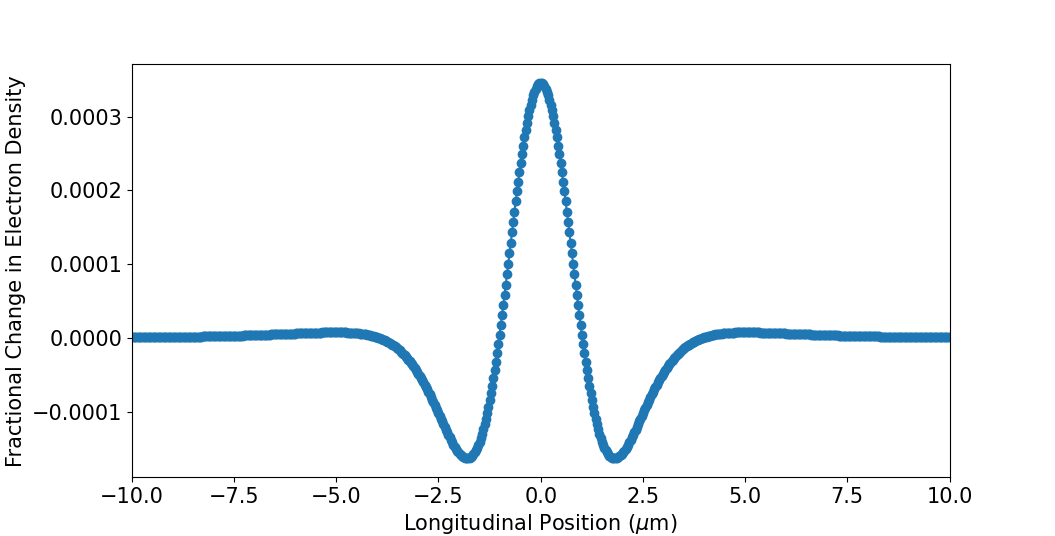 Fractional Change in Electron Density
0.0003
0.0002
0.0001
0.0000
−0.0001
−10.0 −7.5 −5.0 −2.5 0.0 2.5 5.0 7.5 10.0
Longitudinal Position (μm)